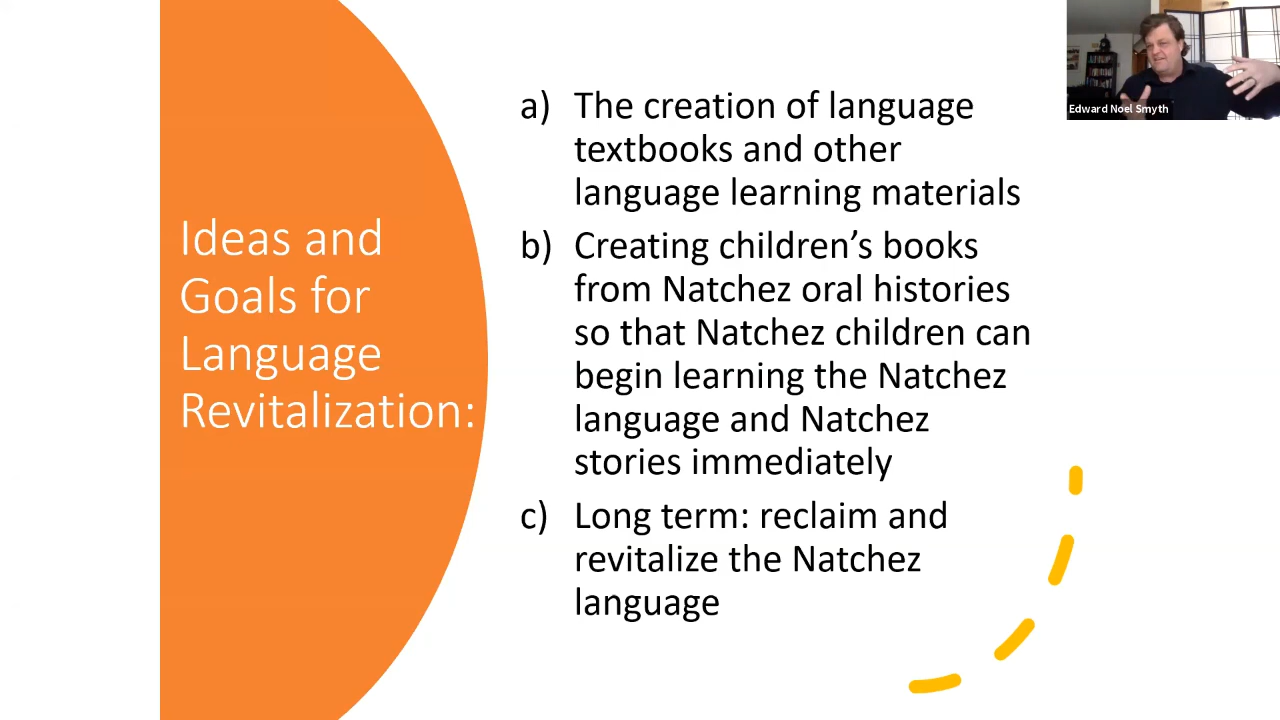 Ideas and
Goals for
Language
Revitalization:
a) The creation of language
textbooks and other
language learning materials
b) Creating children’s books
from Natchez oral histories
so that Natchez children can
begin learning the Natchez
language and Natchez
stories immediately
c) Long term: reclaim and
revitalize the Natchez
language
Edward Noel Smyth